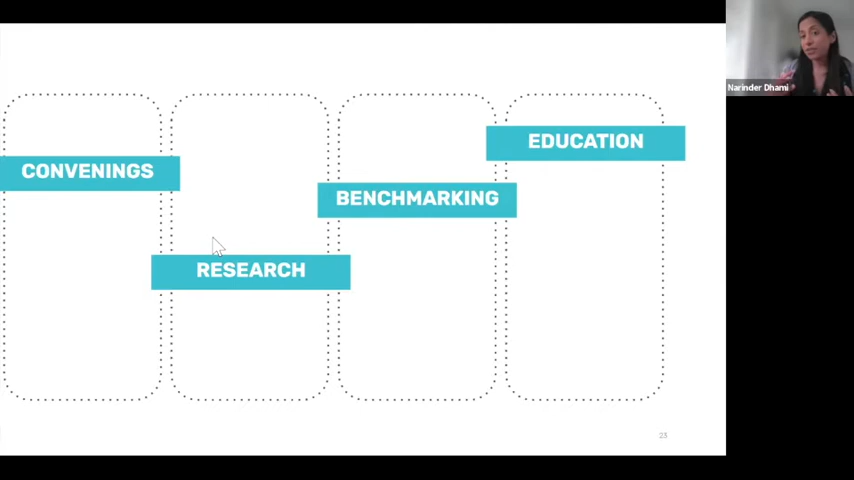 Narinder Dhami
CONVENINGS
RESEARCH
BENCHMARKING
EDUCATION
23